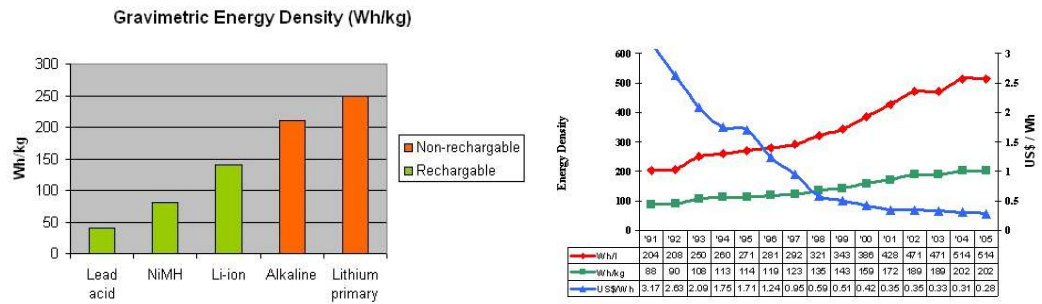 Gravimetric Energy Density (Wh/kg)
300
250
200
150
100
50
0
Wh/kg
Lead acid
NiMH
Li-ion
Alkaline
Lithium primary
Non-rechargable
Rechargable
600
500
400
300
200
100
0
Energy Density
3
2.5
2
1.5
1
0.5
0
US$ / Wh
'91 '92 '93 '94 '95 '96 '97 '98 '99 '00 '01 '02 '03 '04 '05
Wh/l 204 208 250 260 271 281 292 321 343 386 428 471 471 514 514
Wh/kg 88 90 108 113 114 119 123 135 143 159 172 189 189 202 202
US$/Wh 3.17 2.63 2.09 1.75 1.71 1.24 0.95 0.59 0.51 0.42 0.35 0.35 0.33 0.31 0.28